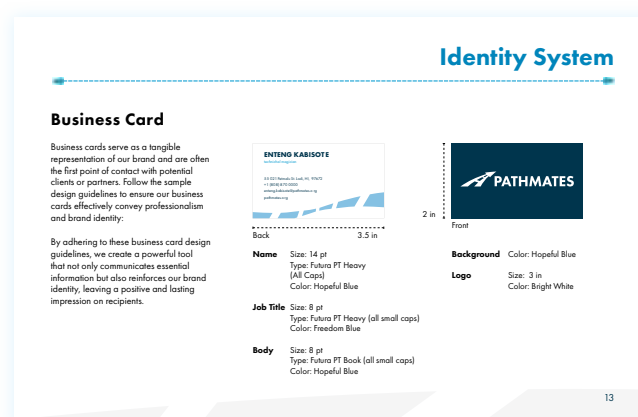 Identity System
Business Card
Business cards serve as a tangible
representation of our brand and are often
the first point of contact with potential
clients or partners. Follow the sample
design guidelines to ensure our business
cards effectively convey professionalism
and brand identity:
By adhering to these business card design
guidelines, we create a powerful tool
that not only communicates essential
information but also reinforces our brand
identity, leaving a positive and lasting
impression on recipients.
ENTENG KABISOTE
pathmates.org
Back
3.5 in
Name Size: 14 pt
Type: Futura PT Heavy
(All Caps)
Color: Hopeful Blue
Job Title Size: 8 pt
Type: Futura PT Heavy (all small caps)
Color: Freedom Blue
Body Size: 8 pt
Type: Futura PT Book (all small caps)
Color: Hopeful Blue
PATHMATES
2 in
Front
Background Color: Hopeful Blue
Logo Size: 3 in
Color: Bright White
13